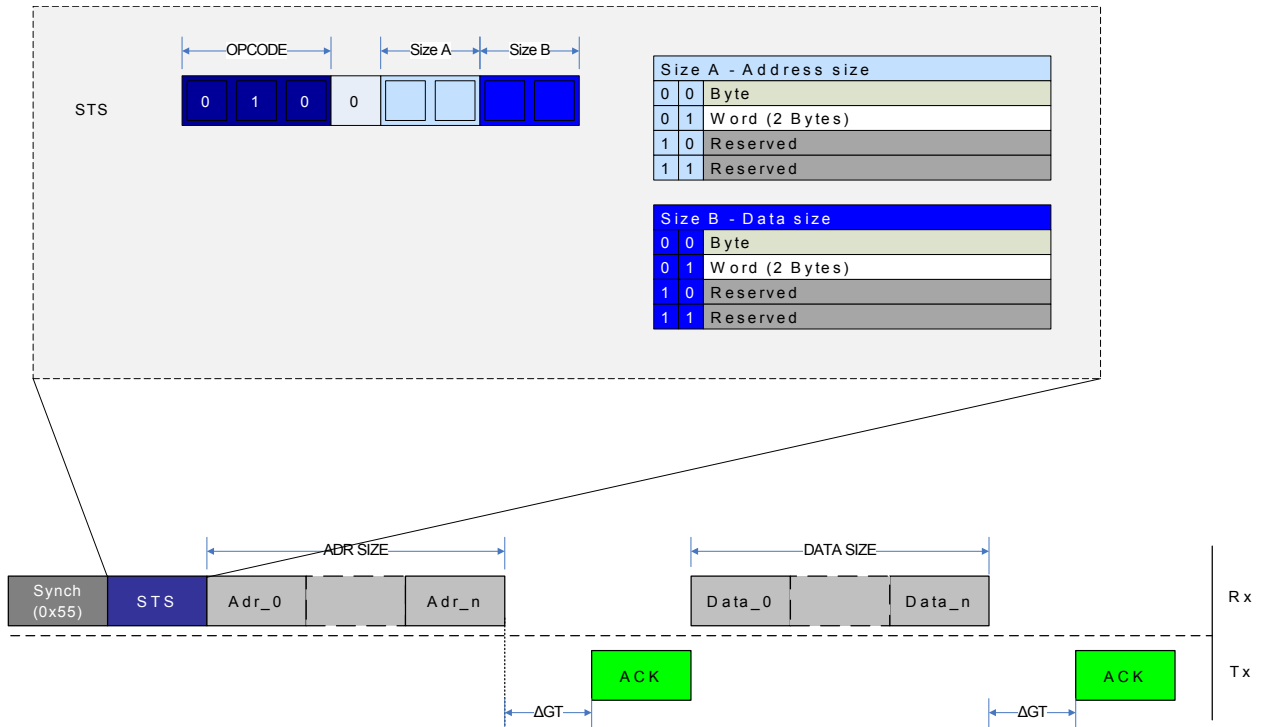 OPCODE Size A Size B
STS 0 1 0 0
Size A - Address size
0 0 Byte
0 1 Word (2 Bytes)
1 0 Reserved
1 1 Reserved
Size B - Data size
0 0 Byte
0 1 Word (2 Bytes)
1 0 Reserved
1 1 Reserved
ADR SIZE DATA SIZE
Synch
(0x55)
STS Adr_0 Adr_n Data_0 Data_n Rx
ACK ACK Tx
ΔGT ΔGT